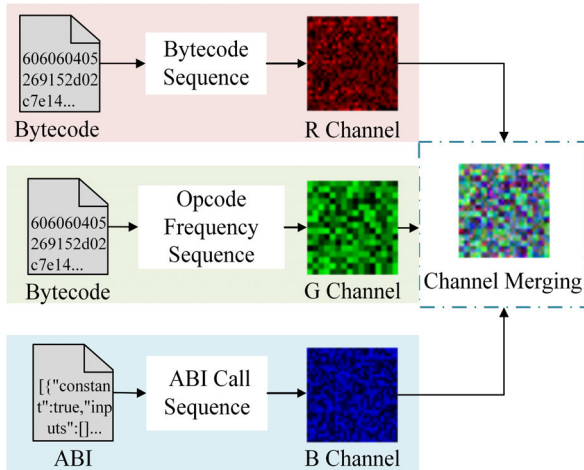 606060405
269152d02
c7e14...
Bytecode
Bytecode
Sequence
R Channel
606060405
269152d02
c7e14...
Bytecode
Opcode
Frequency
Sequence
G Channel
Channel Merging
[{"constan
t":true,"inp
uts":[]...
ABI
ABI Call
Sequence
B Channel